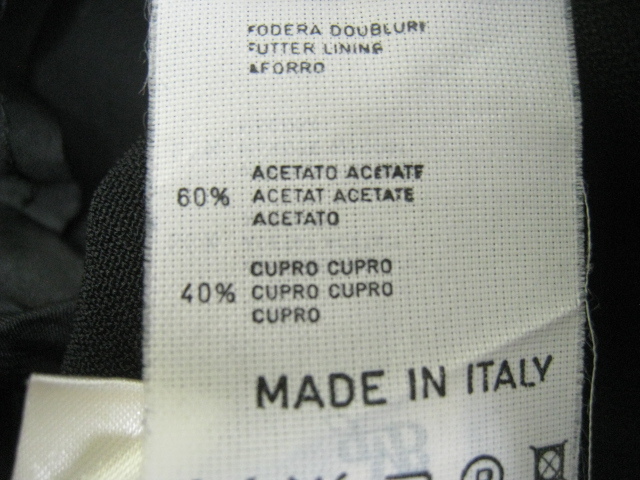 FODERA DOUBLURE
FUTTER LINING
AFORRO
60%
ACETATO ACETATE
ACETAT ACETATE
ACETATO
40%
CUPRO CUPRO
CUPRO CUPRO
CUPRO
MADE IN ITALY
P